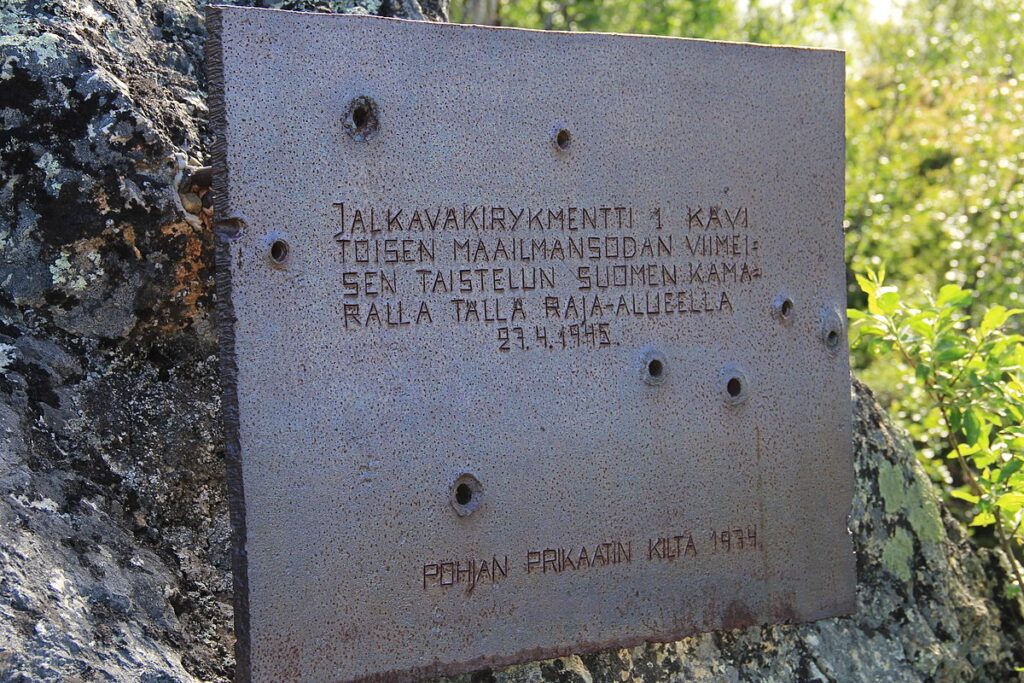 JALKAVÄKIRYKMENTTI 1 KÄVI
TOISEN MAAILMANSODAN VIIMEI=
SEN TAISTELUN SUOMEN KAMA=
RALLA TÄLLÄ RAJA-ALUEELLA
27.4.1945.
POHJAN PRIKAATIN KILTA 1974.